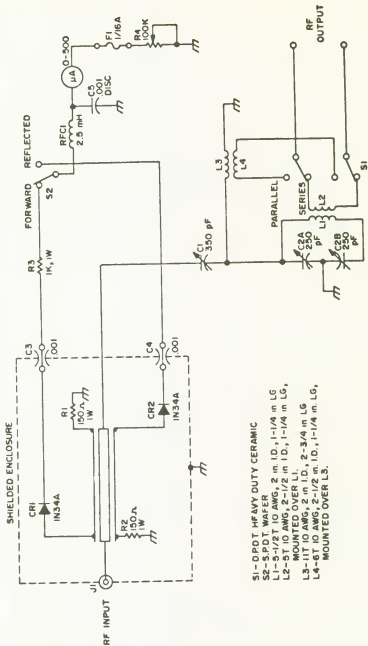 SHIELDED ENCLOSURE
J1
RF INPUT
CR1
1N34A
R1
150Ω
1W
R2
150Ω
1W
CR2
1N34A
C3
.001
C4
.001
R3
1K, 1W
FORWARD
REFLECTED
S2
RFC1
2.5 mH
C5
.001
DISC
0-500
µA
F1
1/16A
R4
100K
C1
350 pF
C2A
250
pF
C2B
250
pF
L1
L2
L3
L4
PARALLEL
SERIES
S1
RF
OUTPUT
S1-D.P.D.T. HEAVY DUTY CERAMIC
S2-S.P.D.T. WAFER
L1-5-1/2T 10 AWG, 2 in. I.D., 1-1/4 in. LG
L2-5T 10 AWG, 2-1/2 in. I.D., 1-1/4 in. LG,
MOUNTED OVER L1.
L3-11T 10 AWG, 2 in. I.D., 2-3/4 in. LG
L4-6T 10 AWG, 2-1/2 in. I.D., 1-1/4 in. LG,
MOUNTED OVER L3.